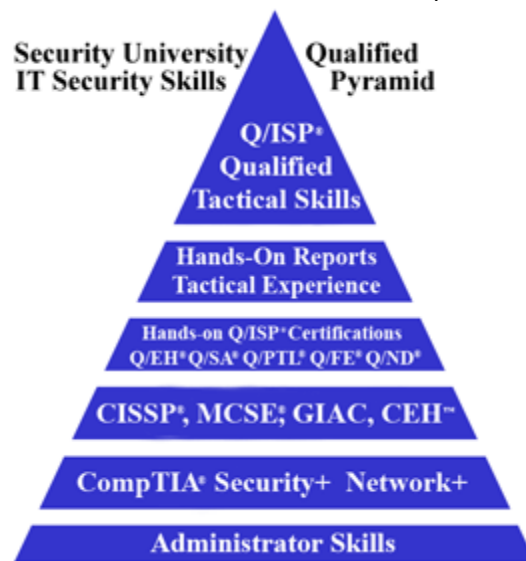 Security University Qualified
IT Security Skills Pyramid
Q/ISP®
Qualified
Tactical Skills
Hands-On Reports
Tactical Experience
Hands-on Q/ISP® Certifications
Q/EH® Q/SA® Q/PTL® Q/FE® Q/ND®
CISSP®, MCSE®, GIAC, CEH™
CompTIA® Security+ Network+
Administrator Skills